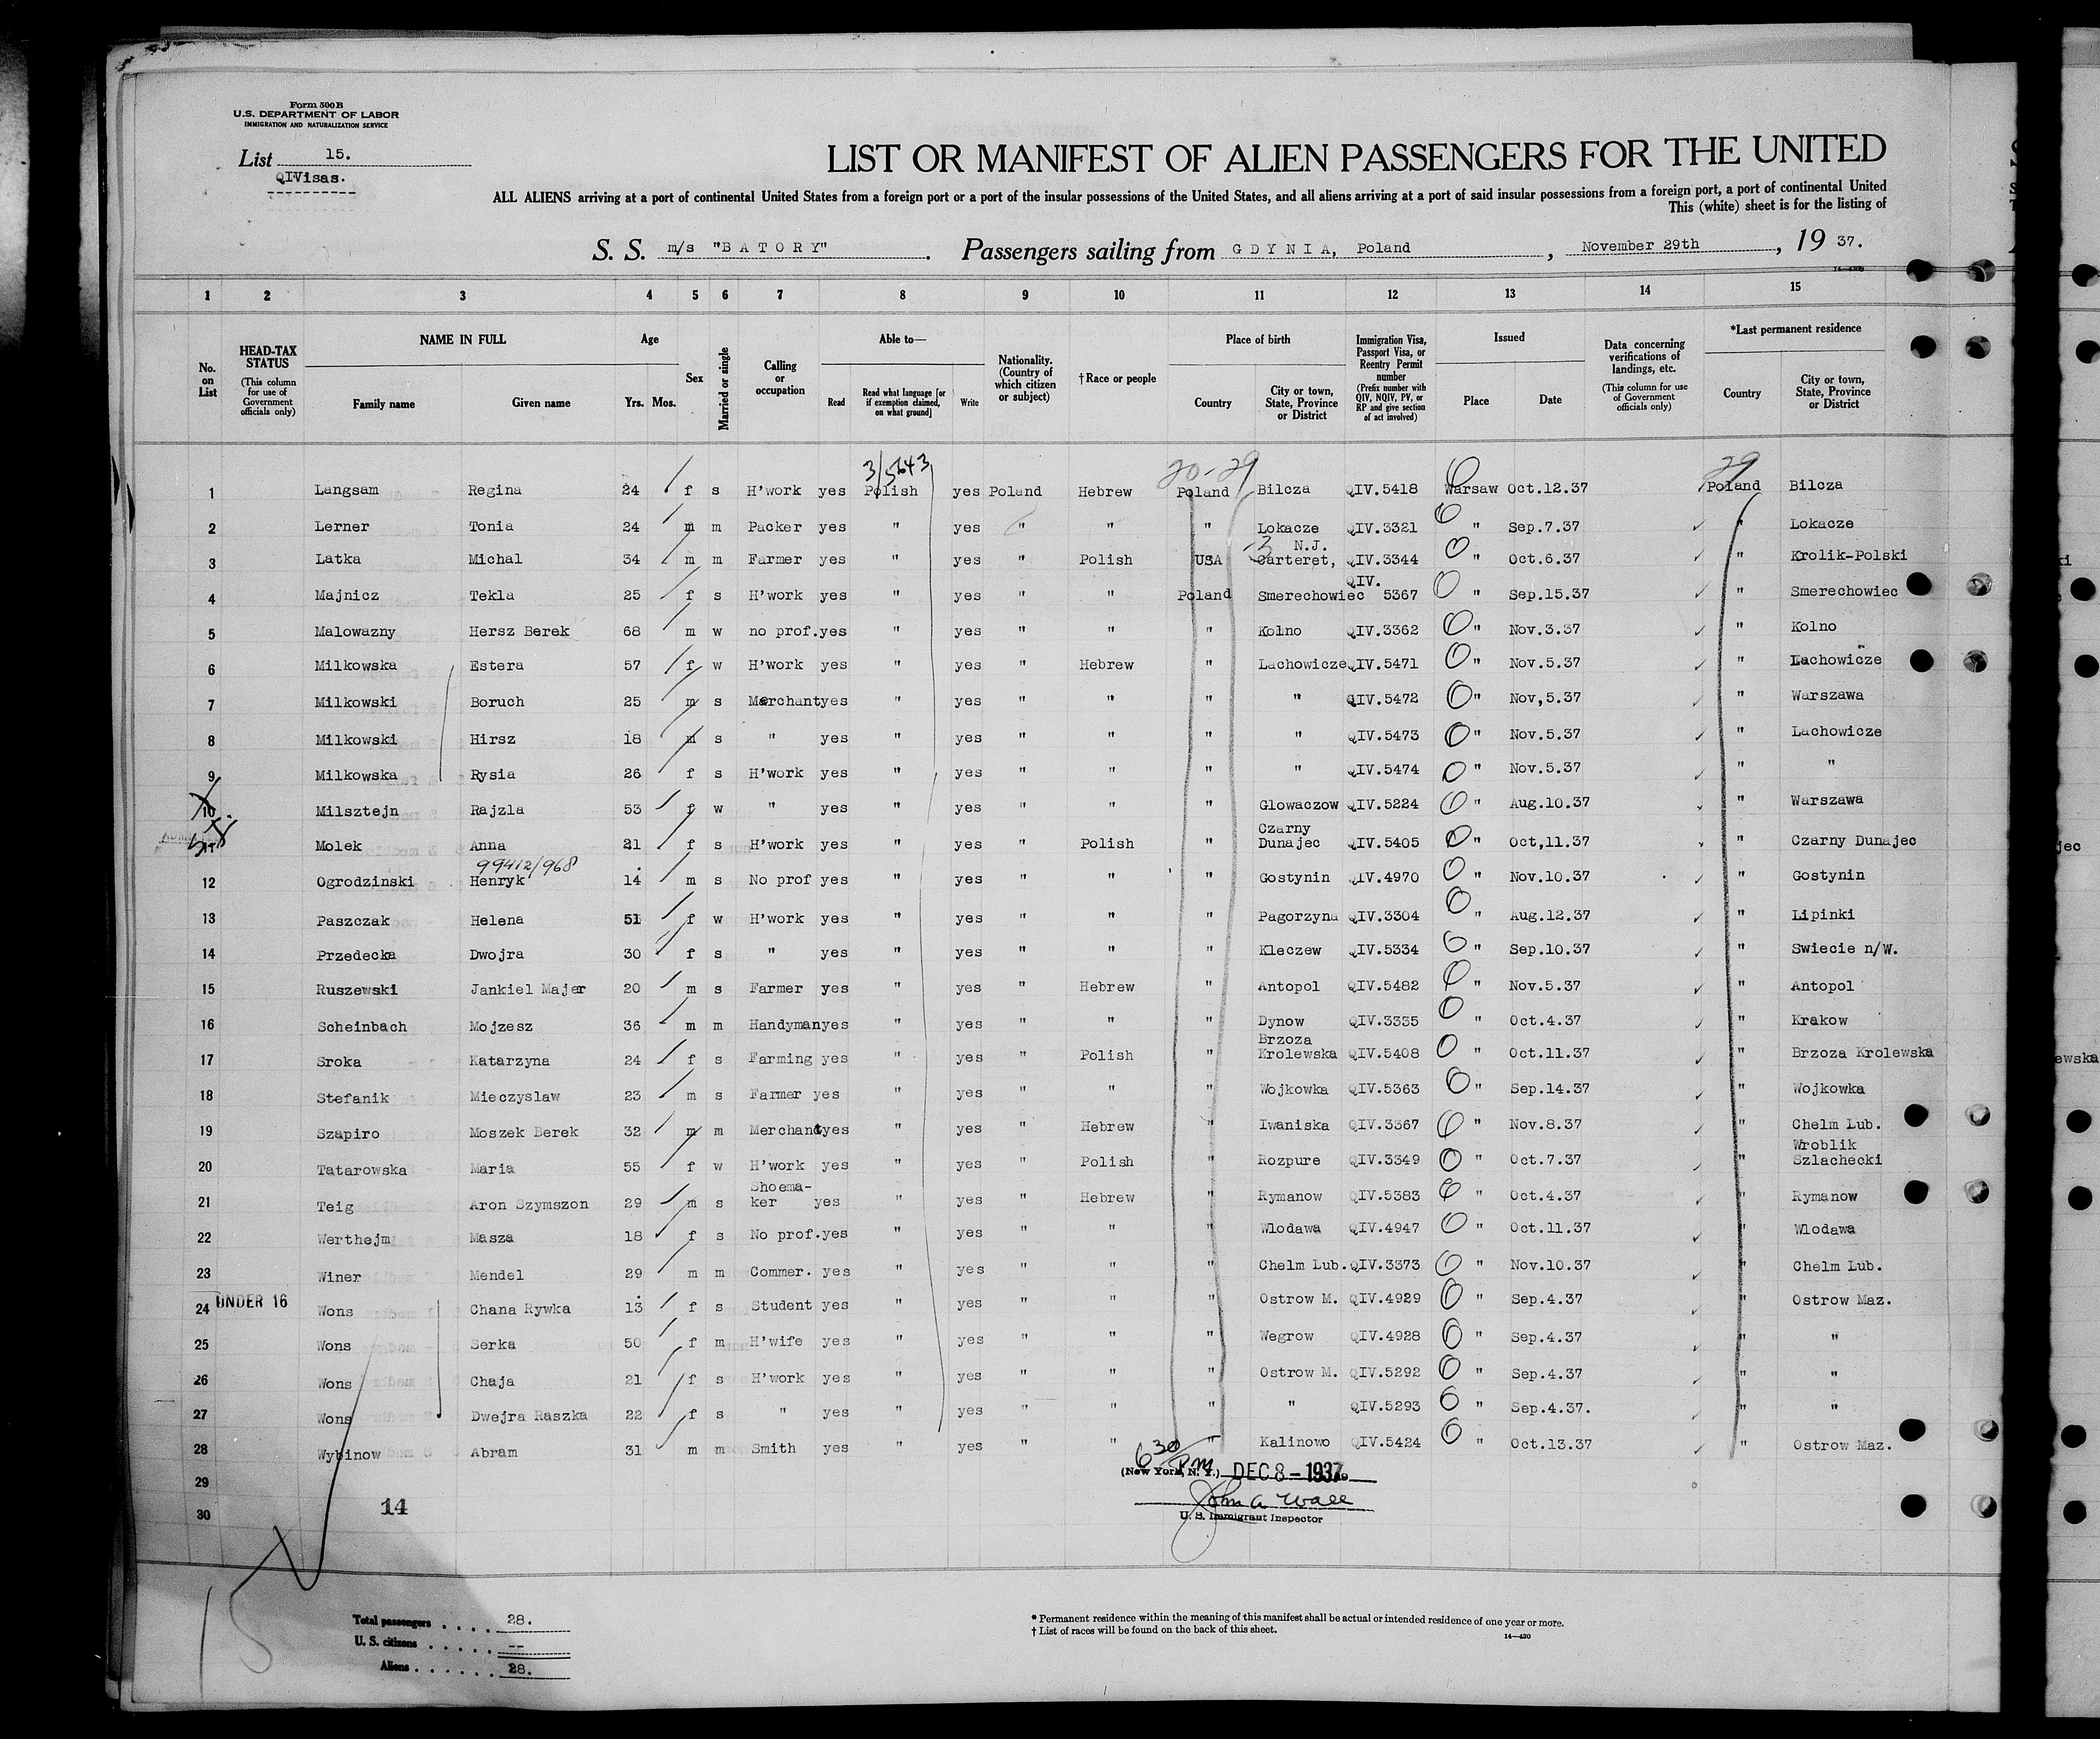 Form 500 B
U.S. DEPARTMENT OF LABOR
IMMIGRATION AND NATURALIZATION SERVICE
List 15.
QIVisas.
LIST OR MANIFEST OF ALIEN PASSENGERS FOR THE UNITED
ALL ALIENS arriving at a port of continental United States from a foreign port or a port of the insular possessions of the United States, and all aliens arriving at a port of said insular possessions from a foreign port, a port of continental United
This (white) sheet is for the listing of
S. S. m/s "B A T O R Y". Passengers sailing from G D Y N I A, Poland, November 29th, 19 37.
1 2 3 4 5 6 7 8 9 10 11 12 13 14 15
No. on List
HEAD-TAX STATUS (This column for use of Government officials only)
NAME IN FULL
Family name Given name
Age
Yrs. Mos.
Sex
Married or single
Calling or occupation
Able to—
Read
Read what language [or if exemption claimed, on what ground]
Write
Nationality. (Country of which citizen or subject)
†Race or people
Place of birth
Country
City or town, State, Province or District
Immigration Visa, Passport Visa, or Reentry Permit number (Prefix number with QIV, NQIV, PV, or RP and give section of act involved)
Issued
Place Date
Data concerning verifications of landings, etc. (This column for use of Government officials only)
*Last permanent residence
Country
City or town, State, Province or District
20-29 29
1 Langsam Regina 24 f s H'work yes Polish yes Poland Hebrew Poland Bilcza QIV.5418 Warsaw Oct.12.37 Poland Bilcza
2 Lerner Tonia 24 m m Packer yes " yes " " " Lokacze QIV.3321 " Sep.7.37 " Lokacze
3 Latka Michal 34 m m Farmer yes " yes " Polish USA Carteret, N.J. QIV.3344 " Oct.6.37 " Krolik-Polski
4 Majnicz Tekla 25 f s H'work yes " yes " " Poland Smerechowiec QIV. 5367 " Sep.15.37 " Smerechowiec
5 Malowazny Hersz Berek 68 m w no prof. yes " yes " " " Kolno QIV.3362 " Nov.3.37 " Kolno
6 Milkowska Estera 57 f w H'work yes " yes " Hebrew " Lachowicze QIV.5471 " Nov.5.37 " Lachowicze
7 Milkowski Boruch 25 m s Merchant yes " yes " " " " QIV.5472 " Nov,5.37 " Warszawa
8 Milkowski Hirsz 18 m s " yes " yes " " " " QIV.5473 " Nov.5.37 " Lachowicze
9 Milkowska Rysia 26 f s H'work yes " yes " " " " QIV.5474 " Nov.5.37 " "
10 Milsztejn Rajzla 53 f w " yes " yes " " " Glowaczow QIV.5224 " Aug.10.37 " Warszawa
11 Molek Anna 21 f s H'work yes " yes " Polish " Czarny Dunajec QIV.5405 " Oct,11.37 " Czarny Dunajec
99412/968
12 Ogrodzinski Henryk 14 m s No prof yes " yes " " " Gostynin QIV.4970 " Nov.10.37 " Gostynin
13 Paszczak Helena 51 f w H'work yes " yes " " " Pagorzyna QIV.3304 " Aug.12.37 " Lipinki
14 Przedecka Dwojra 30 f s " yes " yes " " " Kleczew QIV.5334 " Sep.10.37 " Swiecie n/W.
15 Ruszewski Jankiel Majer 20 m s Farmer yes " yes " Hebrew " Antopol QIV.5482 " Nov.5.37 " Antopol
16 Scheinbach Mojzesz 36 m m Handyman yes " yes " " " Dynow QIV.3335 " Oct.4.37 " Krakow
17 Sroka Katarzyna 24 f s Farming yes " yes " Polish " Brzoza Krolewska QIV.5408 " Oct.11.37 " Brzoza Krolewska
18 Stefanik Mieczyslaw 23 m s Farmer yes " yes " " " Wojkowka QIV.5363 " Sep.14.37 " Wojkowka
19 Szapiro Moszek Berek 32 m m Merchant yes " yes " Hebrew " Iwaniska QIV.3367 " Nov.8.37 " Chelm Lub.
20 Tatarowska Maria 55 f w H'work yes " yes " Polish " Rozpure QIV.3349 " Oct.7.37 " Wroblik Szlachecki
21 Teig Aron Szymszon 29 m s Shoema-ker yes " yes " Hebrew " Rymanow QIV.5383 " Oct.4.37 " Rymanow
22 Werthejm Masza 18 f s No prof. yes " yes " " " Wlodawa QIV.4947 " Oct.11.37 " Wlodawa
23 Winer Mendel 29 m m Commer. yes " yes " " " Chelm Lub. QIV.3373 " Nov.10.37 " Chelm Lub.
24 UNDER 16 Wons Chana Rywka 13 f s Student yes " yes " " " Ostrow M. QIV.4929 " Sep.4.37 " Ostrow Maz.
25 Wons Serka 50 f m H'wife yes " yes " " " Wegrow QIV.4928 " Sep.4.37 " "
26 Wons Chaja 21 f s H'work yes " yes " " " Ostrow M. QIV.5292 " Sep.4.37 " "
27 Wons Dwejra Raszka 22 f s " yes " yes " " " " QIV.5293 " Sep.4.37. " "
28 Wybinow Abram 31 m m Smith yes " yes " " " Kalinowo QIV.5424 " Oct.13.37 " Ostrow Maz.
29
30
14
6 30 P.M.
(New York, N. Y.) DEC 8 - 1937
John A Wall
U. S. Immigrant Inspector
Total passengers . . . . 28.
U. S. citizens . . . . . --
Aliens . . . . . . 28.
* Permanent residence within the meaning of this manifest shall be actual or intended residence of one year or more.
† List of races will be found on the back of this sheet.
14—430